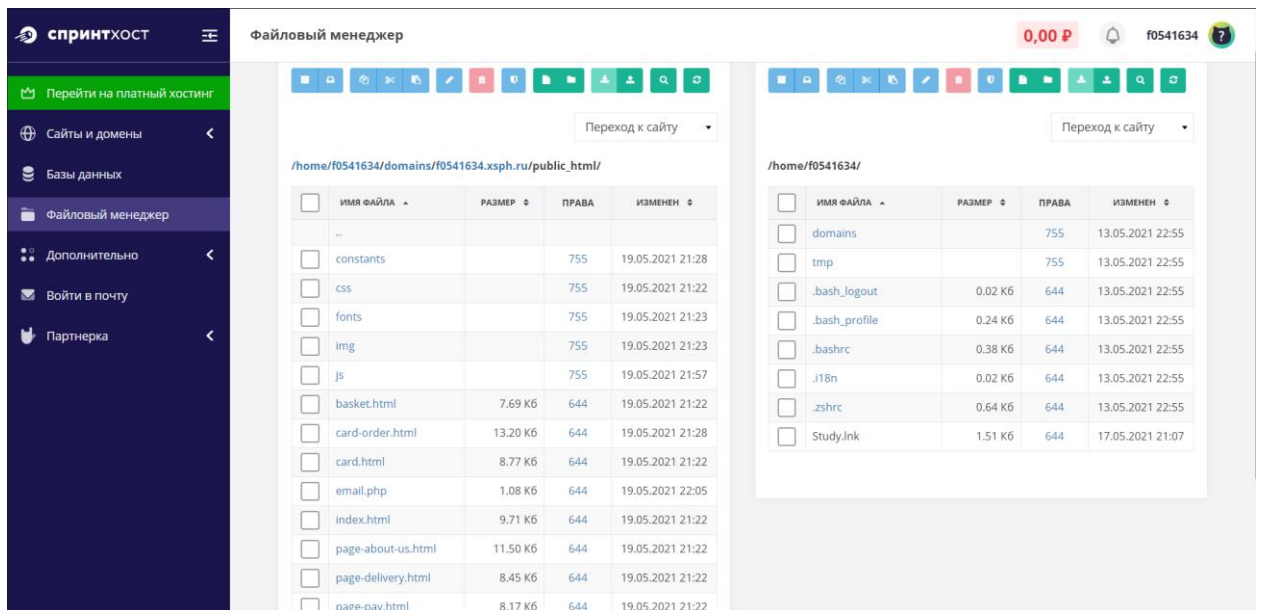 спринтхост
Файловый менеджер
0,00 ₽
f0541634
Перейти на платный хостинг
Сайты и домены
Базы данных
Файловый менеджер
Дополнительно
Войти в почту
Партнерка
Переход к сайту
/home/f0541634/domains/f0541634.xsph.ru/public_html/
ИМЯ ФАЙЛА РАЗМЕР ПРАВА ИЗМЕНЕН
..
constants 755 19.05.2021 21:28
css 755 19.05.2021 21:22
fonts 755 19.05.2021 21:23
img 755 19.05.2021 21:23
js 755 19.05.2021 21:57
basket.html 7.69 Кб 644 19.05.2021 21:22
card-order.html 13.20 Кб 644 19.05.2021 21:28
card.html 8.77 Кб 644 19.05.2021 21:22
email.php 1.08 Кб 644 19.05.2021 22:05
index.html 9.71 Кб 644 19.05.2021 21:22
page-about-us.html 11.50 Кб 644 19.05.2021 21:22
page-delivery.html 8.45 Кб 644 19.05.2021 21:22
page-pay.html 8.17 Кб 644 19.05.2021 21:22
Переход к сайту
/home/f0541634/
ИМЯ ФАЙЛА РАЗМЕР ПРАВА ИЗМЕНЕН
domains 755 13.05.2021 22:55
tmp 755 13.05.2021 22:55
.bash_logout 0.02 Кб 644 13.05.2021 22:55
.bash_profile 0.24 Кб 644 13.05.2021 22:55
.bashrc 0.38 Кб 644 13.05.2021 22:55
.i18n 0.02 Кб 644 13.05.2021 22:55
.zshrc 0.64 Кб 644 13.05.2021 22:55
Study.lnk 1.51 Кб 644 17.05.2021 21:07